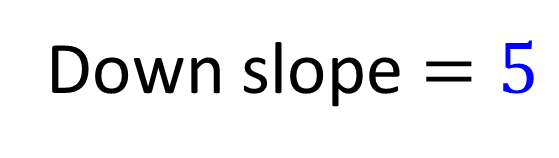 Down slope = 5